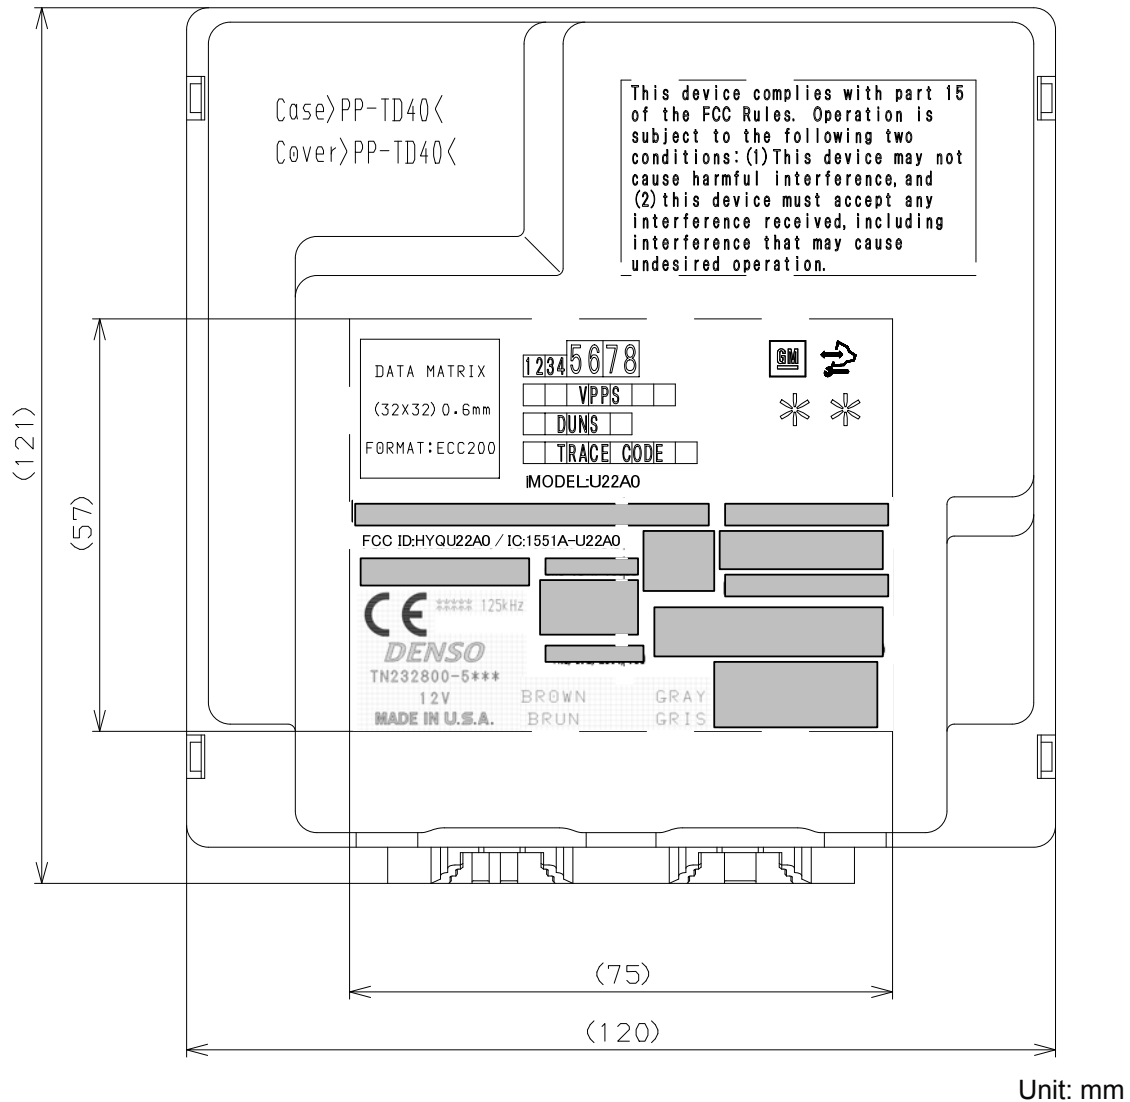 Case>PP-TD40<
Cover>PP-TD40<
This device complies with part 15
of the FCC Rules. Operation is
subject to the following two
conditions:(1)This device may not
cause harmful interference,and
(2)this device must accept any
interference received,including
interference that may cause
undesired operation.
(121)
(57)
DATA MATRIX
(32X32)0.6mm
FORMAT:ECC200
12345678
VPPS
DUNS
TRACE CODE
MODEL:U22A0
GM
FCC ID:HYQU22A0 / IC:1551A-U22A0
CE ***** 125kHz
DENSO
TN232800-5***
12V
MADE IN U.S.A.
BROWN
BRUN
GRAY
GRIS
(75)
(120)
Unit: mm